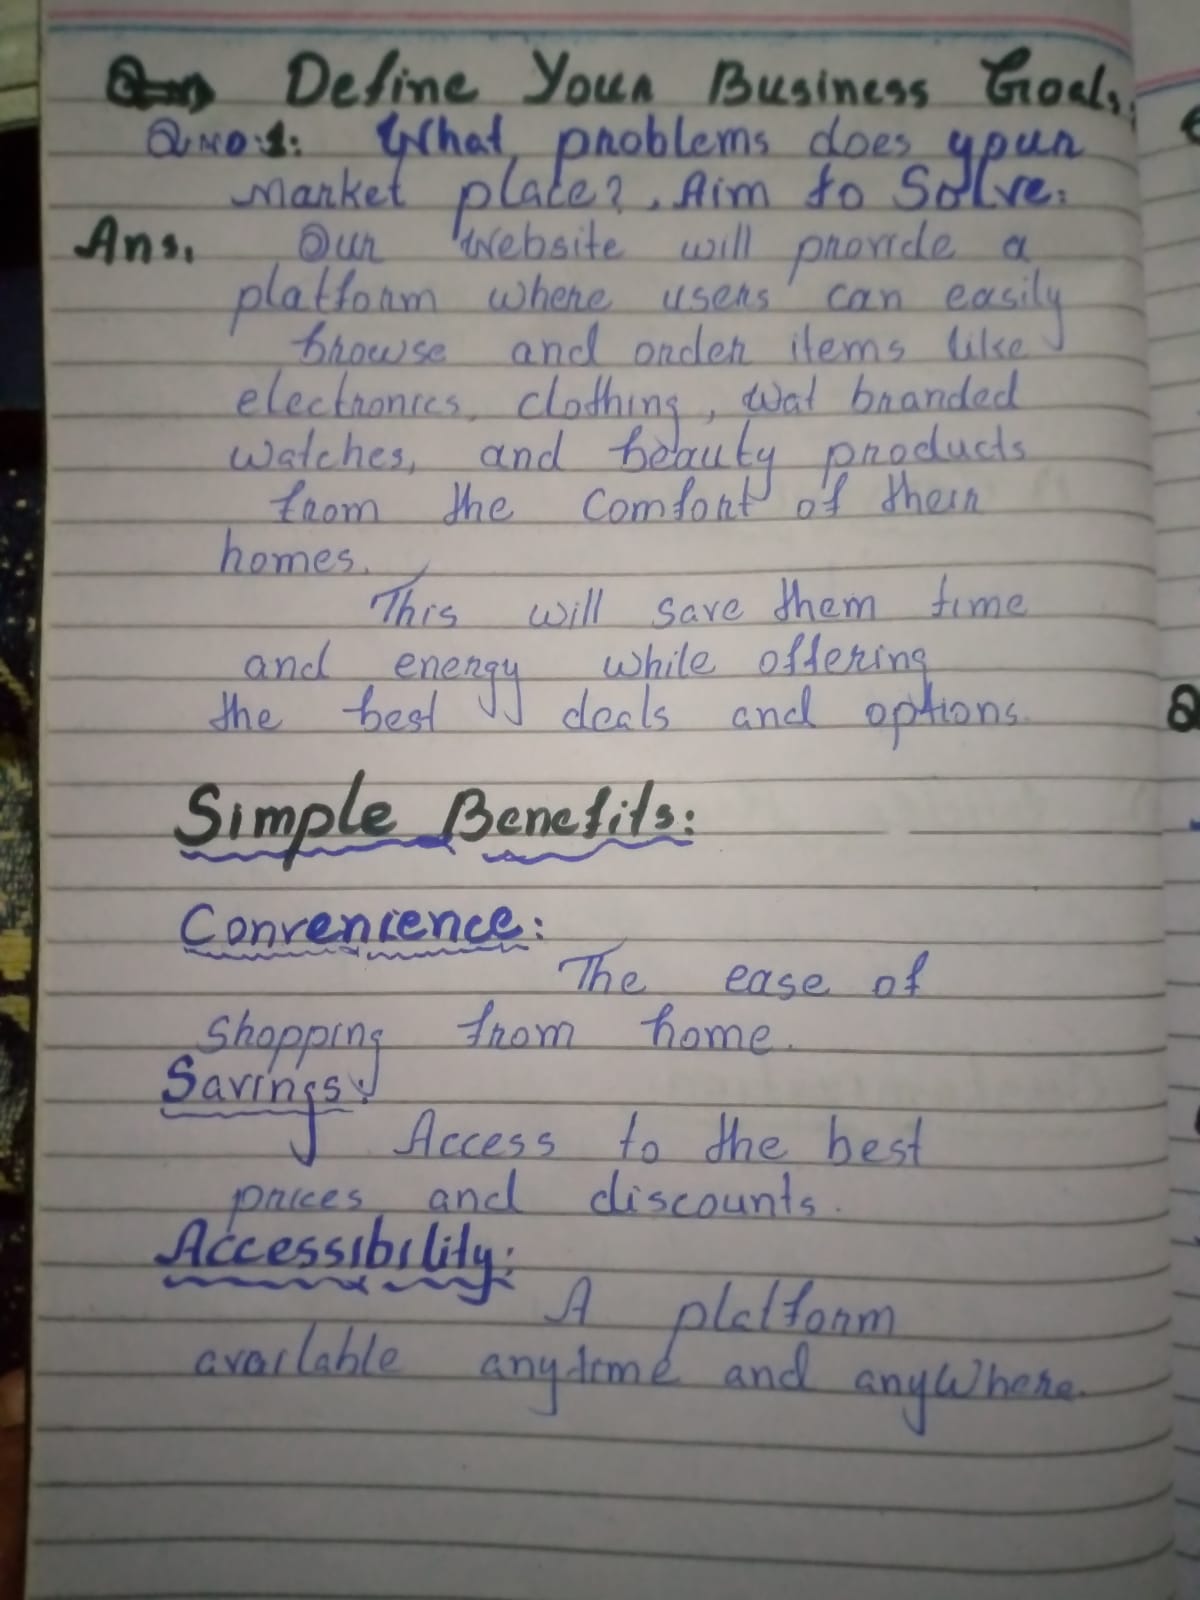 Q⇒ Define Your Business Goals.
Q NO:1: What problems does your
market place? . Aim to Solve:
Ans. Our website will provide a
platform where users can easily
browse and order items like
electronics, clothing, wat branded
watches, and beauty products
from the comfort of their
homes.
This will save them time
and energy while offering
the best deals and options.
Simple Benefits:
Convenience:
The ease of
shopping from home.
Savings:
Access to the best
prices and discounts.
Accessibility:
A platform
available anytime and anywhere.